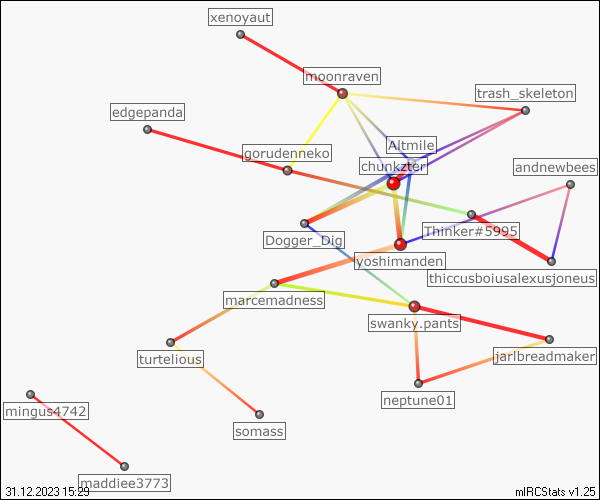 xenoyaut
moonraven
trash_skeleton
edgepanda
Altmile
gorudenneko
chunkzter
andnewbees
Thinker#5995
Dogger_Dig
yoshimanden
thiccusboiusalexusjoneus
marcemadness
swanky.pants
turtelious
jarlbreadmaker
neptune01
mingus4742
somass
maddiee3773
31.12.2023 15:29
mIRCStats v1.25